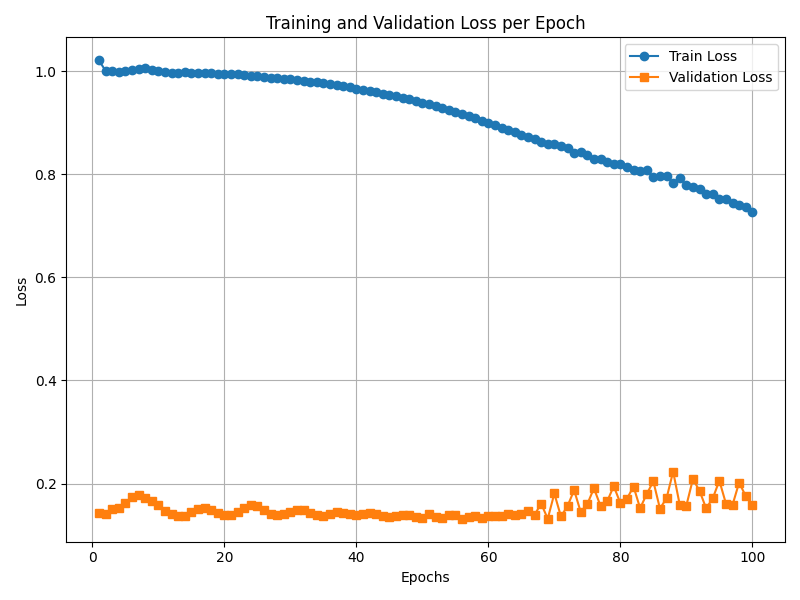 Training and Validation Loss per Epoch
Train Loss
Validation Loss
1.0
0.8
0.6
0.4
0.2
Loss
0 20 40 60 80 100
Epochs